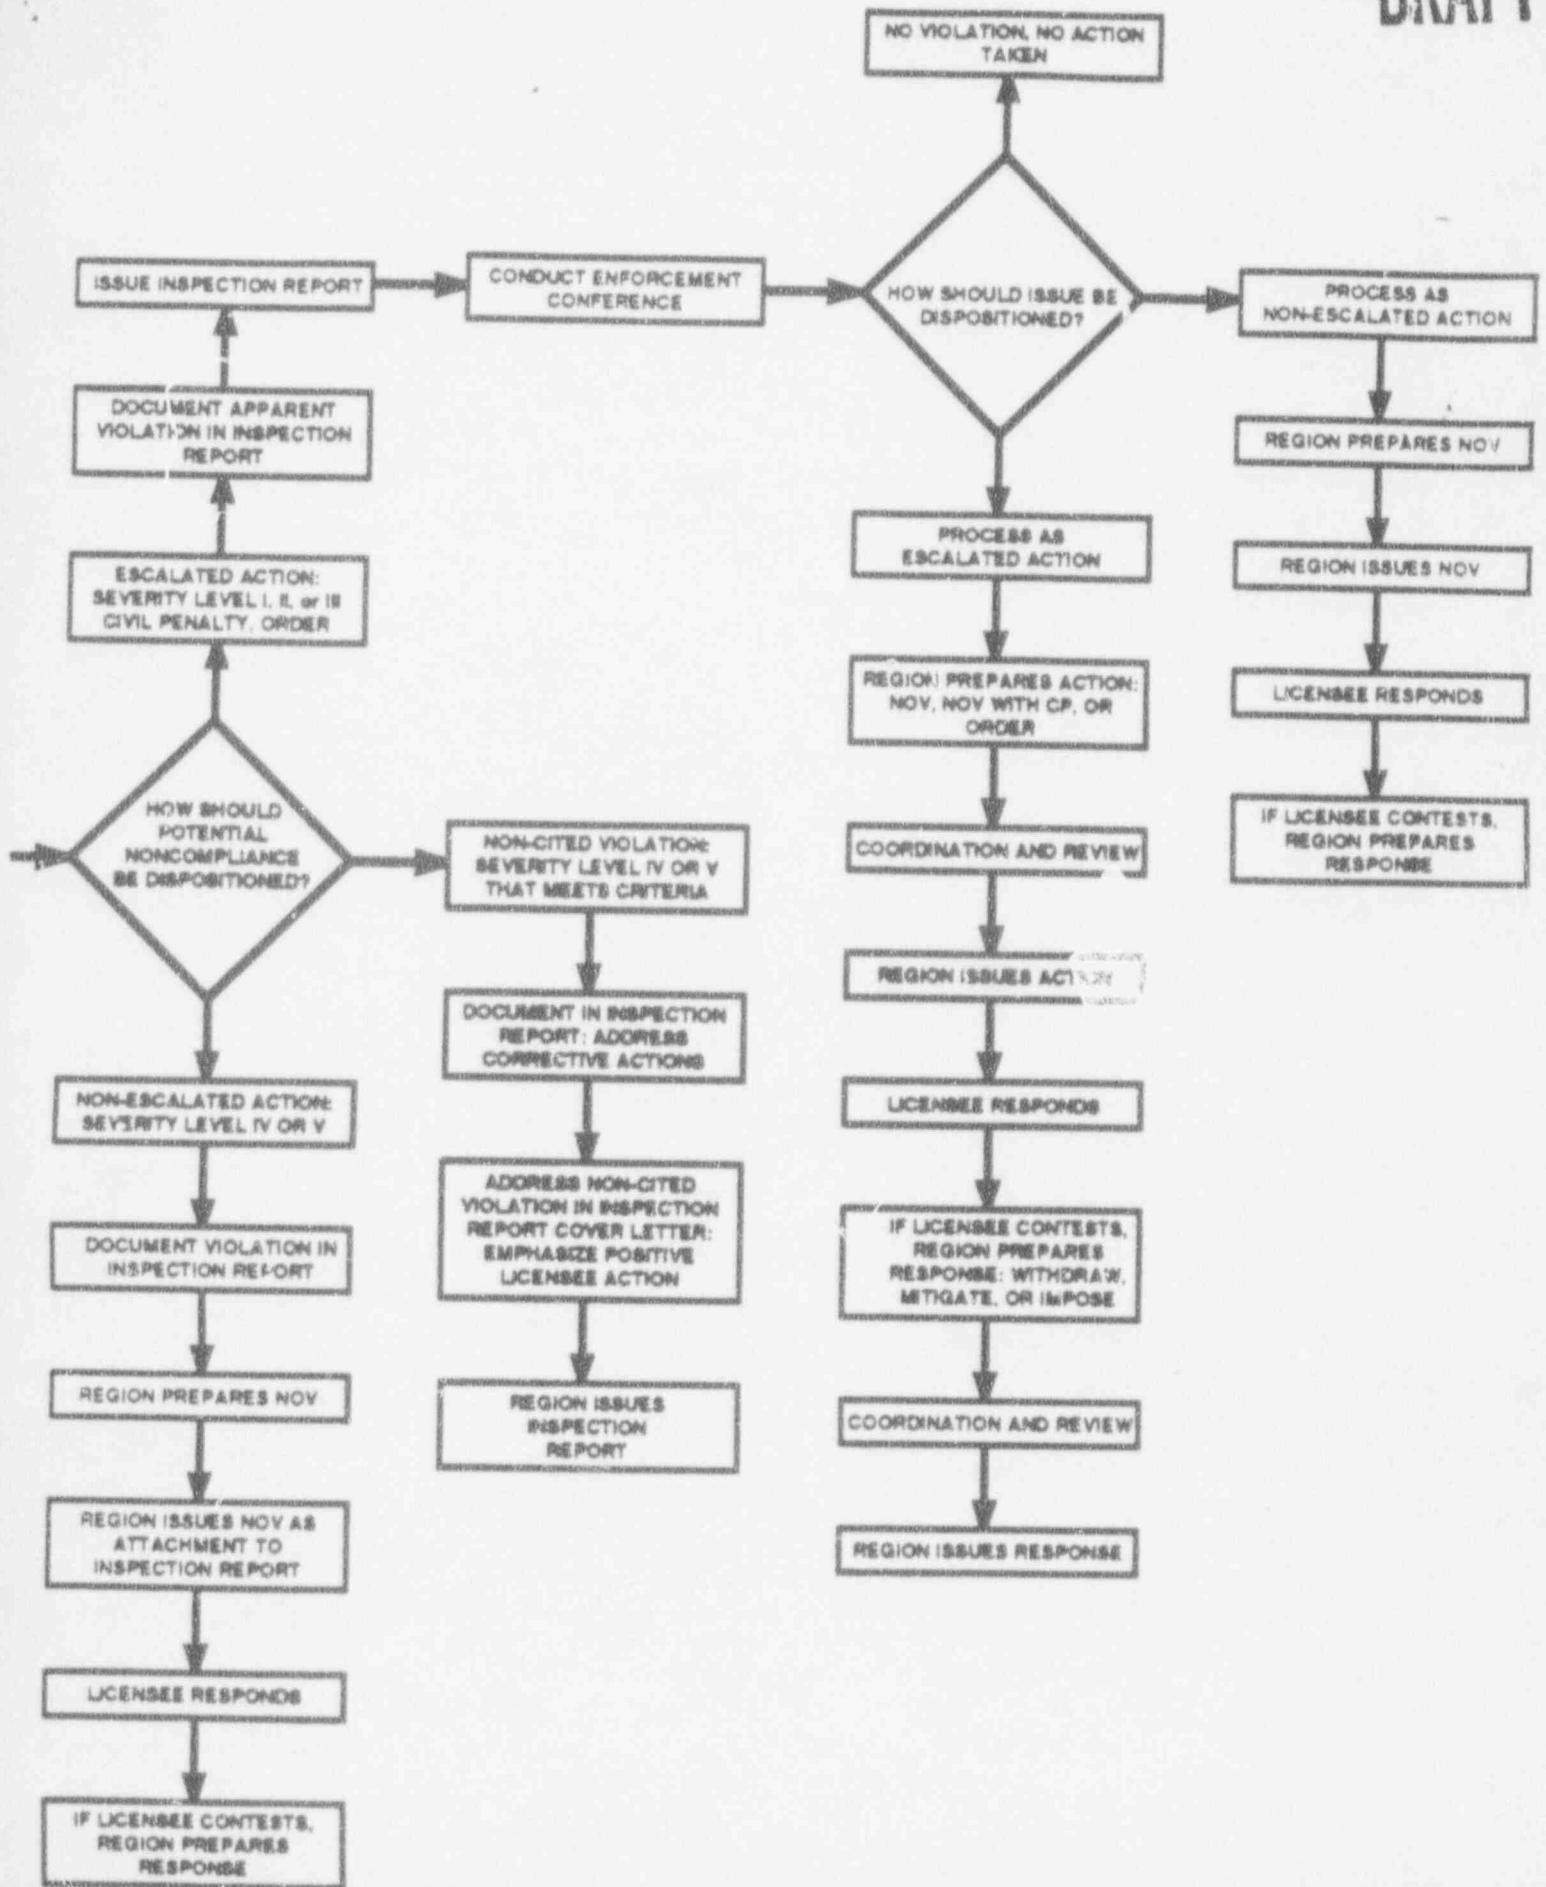 DRAFT
NO VIOLATION, NO ACTION
TAKEN
ISSUE INSPECTION REPORT
CONDUCT ENFORCEMENT
CONFERENCE
HOW SHOULD ISSUE BE
DISPOSITIONED?
PROCESS AS
NON-ESCALATED ACTION
DOCUMENT APPARENT
VIOLATION IN INSPECTION
REPORT
REGION PREPARES NOV
ESCALATED ACTION:
SEVERITY LEVEL I, II, or III
CIVIL PENALTY, ORDER
PROCESS AS
ESCALATED ACTION
REGION ISSUES NOV
REGION PREPARES ACTION:
NOV, NOV WITH CP, OR
ORDER
LICENSEE RESPONDS
HOW SHOULD
POTENTIAL
NONCOMPLIANCE
BE DISPOSITIONED?
NON-CITED VIOLATION:
SEVERITY LEVEL IV OR V
THAT MEETS CRITERIA
COORDINATION AND REVIEW
IF LICENSEE CONTESTS,
REGION PREPARES
RESPONSE
REGION ISSUES ACTION
DOCUMENT IN INSPECTION
REPORT: ADDRESS
CORRECTIVE ACTIONS
NON-ESCALATED ACTION:
SEVERITY LEVEL IV OR V
LICENSEE RESPONDS
ADDRESS NON-CITED
VIOLATION IN INSPECTION
REPORT COVER LETTER:
EMPHASIZE POSITIVE
LICENSEE ACTION
IF LICENSEE CONTESTS,
REGION PREPARES
RESPONSE: WITHDRAW,
MITIGATE, OR IMPOSE
DOCUMENT VIOLATION IN
INSPECTION REPORT
REGION PREPARES NOV
REGION ISSUES
INSPECTION
REPORT
COORDINATION AND REVIEW
REGION ISSUES NOV AS
ATTACHMENT TO
INSPECTION REPORT
REGION ISSUES RESPONSE
LICENSEE RESPONDS
IF LICENSEE CONTESTS,
REGION PREPARES
RESPONSE